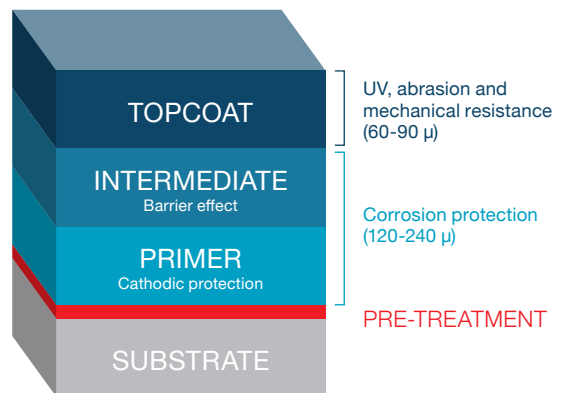 TOPCOAT
UV, abrasion and
mechanical resistance
(60-90 µ)
INTERMEDIATE
Barrier effect
PRIMER
Cathodic protection
Corrosion protection
(120-240 µ)
PRE-TREATMENT
SUBSTRATE